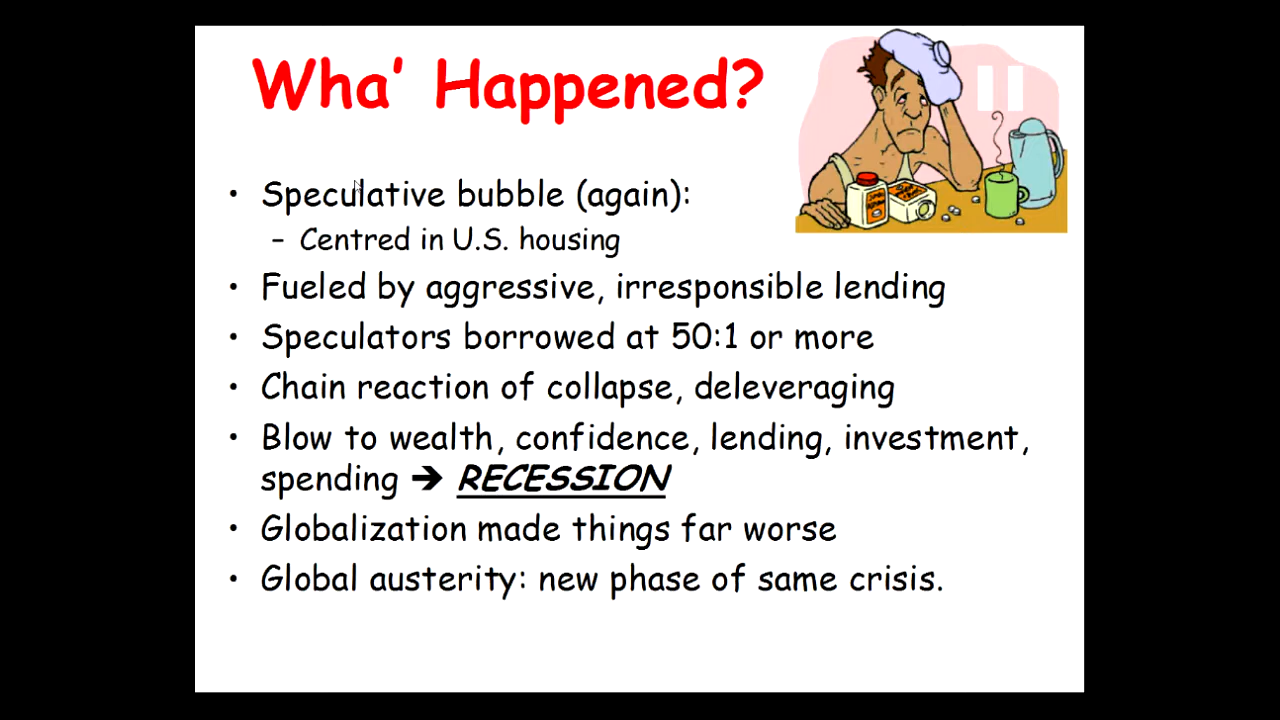 Wha' Happened?
• Speculative bubble (again):
– Centred in U.S. housing
• Fueled by aggressive, irresponsible lending
• Speculators borrowed at 50:1 or more
• Chain reaction of collapse, deleveraging
• Blow to wealth, confidence, lending, investment,
spending ➔ RECESSION
• Globalization made things far worse
• Global austerity: new phase of same crisis.